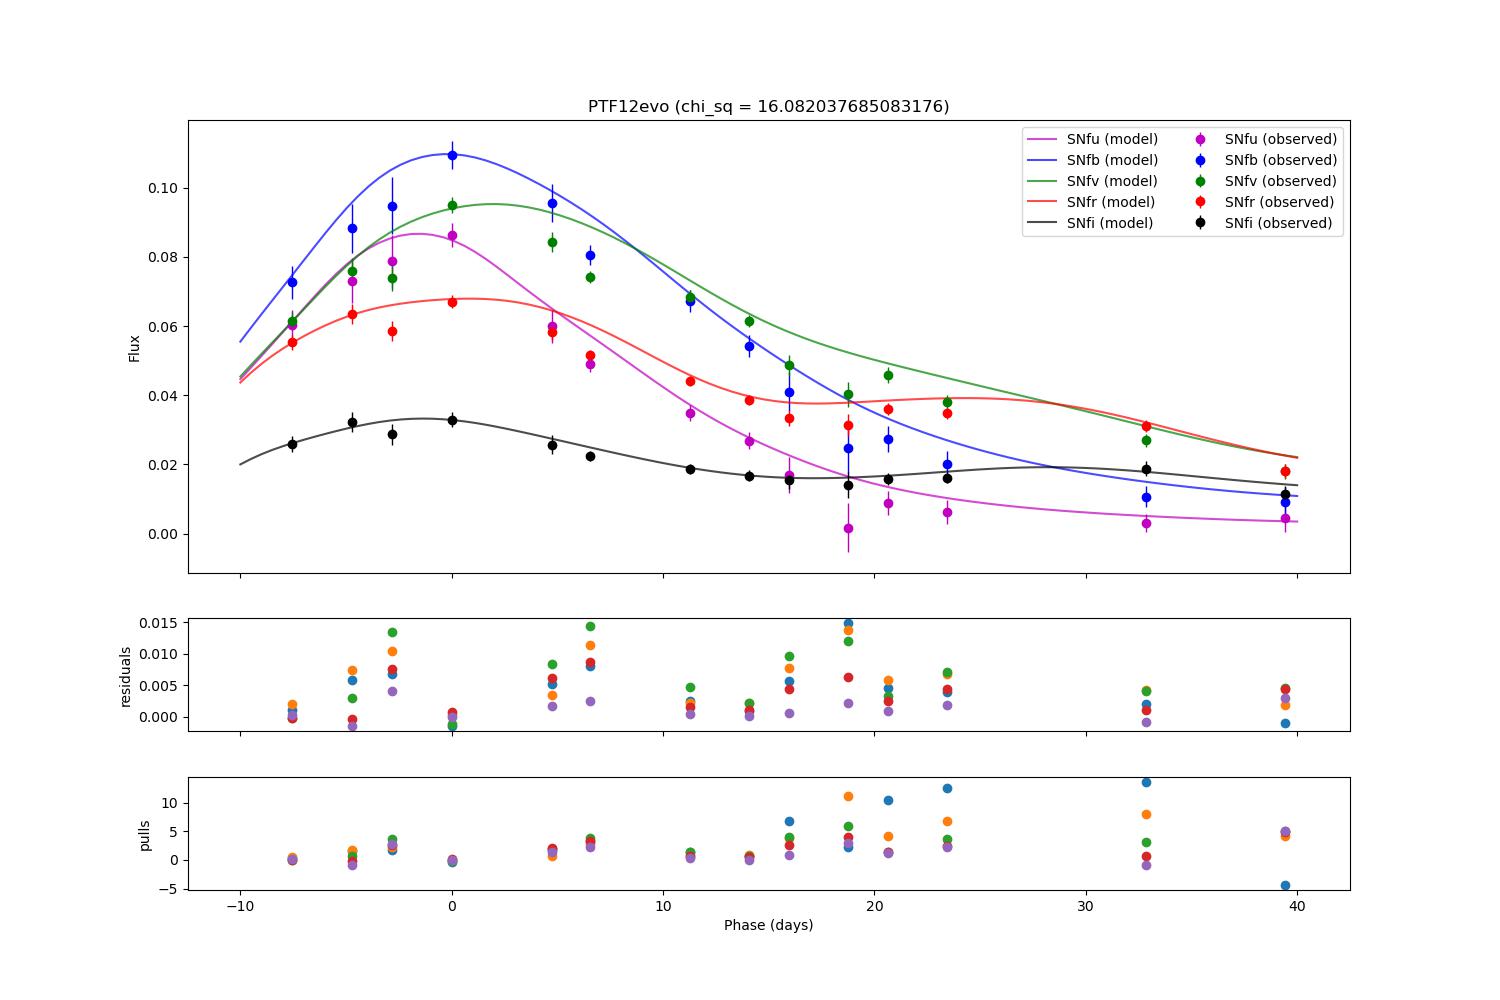 PTF12evo (chi_sq = 16.082037685083176)
SNfu (model) SNfu (observed)
SNfb (model) SNfb (observed)
SNfv (model) SNfv (observed)
SNfr (model) SNfr (observed)
SNfi (model) SNfi (observed)
Flux
0.10
0.08
0.06
0.04
0.02
0.00
residuals
0.015
0.010
0.005
0.000
pulls
10
5
0
−5
−10 0 10 20 30 40
Phase (days)